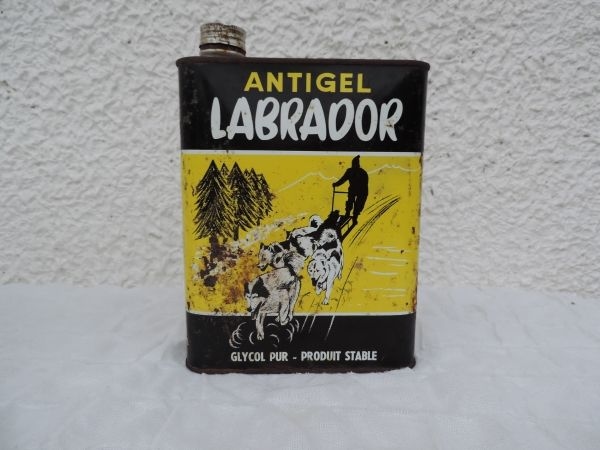 ANTIGEL
LABRADOR
GLYCOL PUR - PRODUIT STABLE